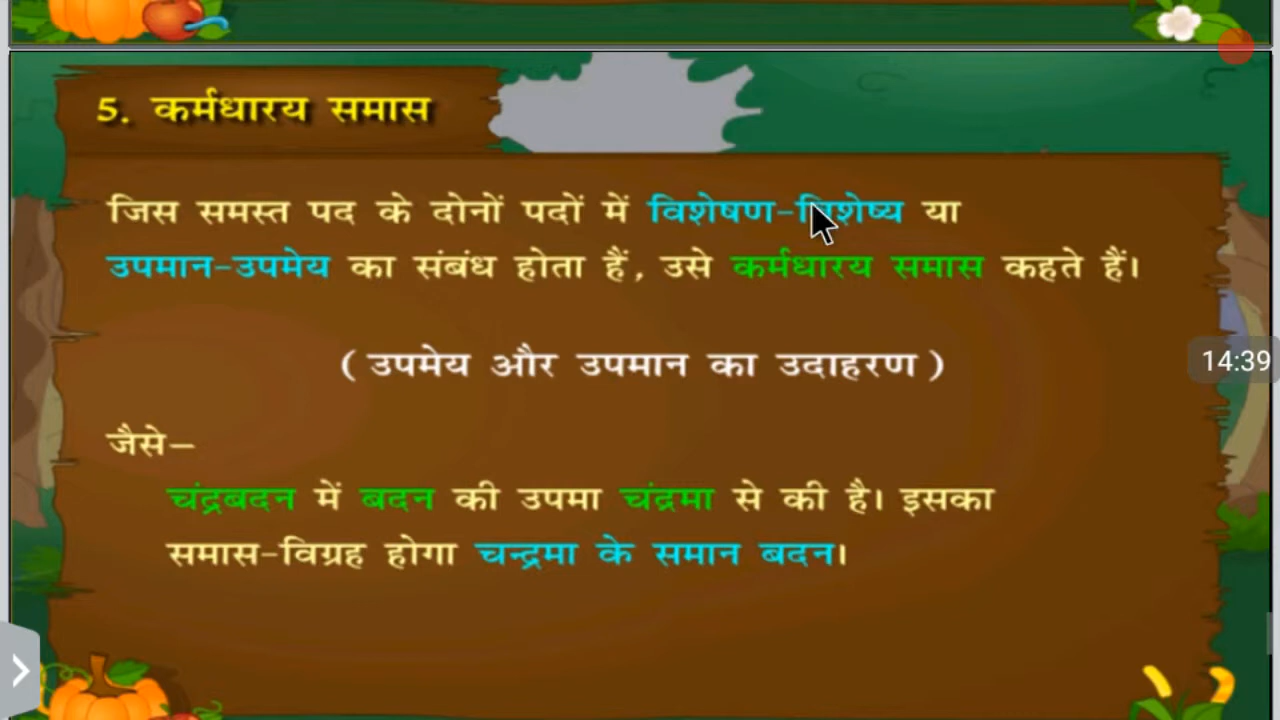 5. कर्मधारय समास
जिस समस्त पद के दोनों पदों में विशेषण-विशेष्य या
उपमान-उपमेय का संबंध होता हैं, उसे कर्मधारय समास कहते हैं।
(उपमेय और उपमान का उदाहरण)
14:39
जैसे–
चंद्रबदन में बदन की उपमा चंद्रमा से की है। इसका
समास-विग्रह होगा चन्द्रमा के समान बदन।